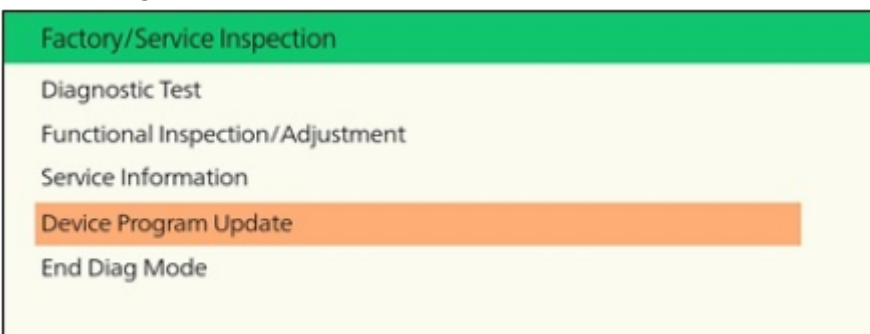 Factory/Service Inspection
Diagnostic Test
Functional Inspection/Adjustment
Service Information
Device Program Update
End Diag Mode